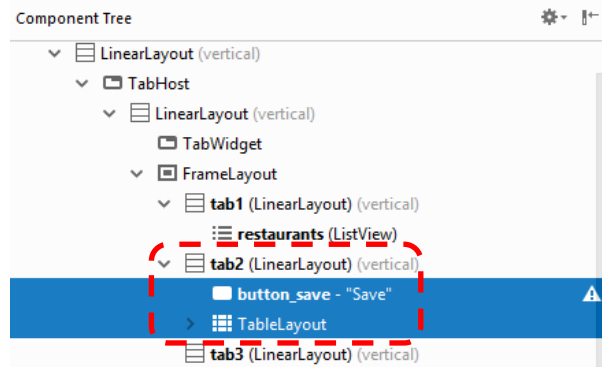 Component Tree
LinearLayout (vertical)
TabHost
LinearLayout (vertical)
TabWidget
FrameLayout
tab1 (LinearLayout) (vertical)
restaurants (ListView)
tab2 (LinearLayout) (vertical)
button_save - "Save"
TableLayout
tab3 (LinearLayout) (vertical)